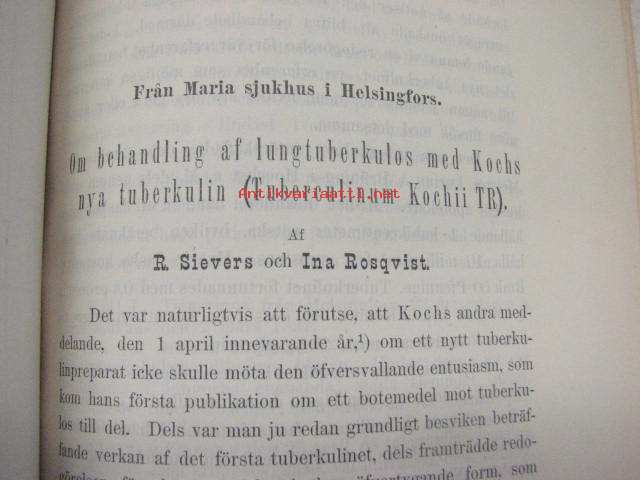 Från Maria sjukhus i Helsingfors.
Om behandling af lungtuberkulos med Kochs
nya tuberkulin (Tuberculinum Kochii TR).
Antikvariaatti.net
Af
R. Sievers och Ina Rosqvist.
Det var naturligtvis att förutse, att Kochs andra med-
delande, den 1 april innevarande år,¹) om ett nytt tuberku-
linpreparat icke skulle möta den öfversvallande entusiasm, som
kom hans första publikation om ett botemedel mot tuberku-
los till del. Dels var man ju redan grundligt besviken beträf-
fande verkan af det första tuberkulinet, dels framträdde redo-
form, som